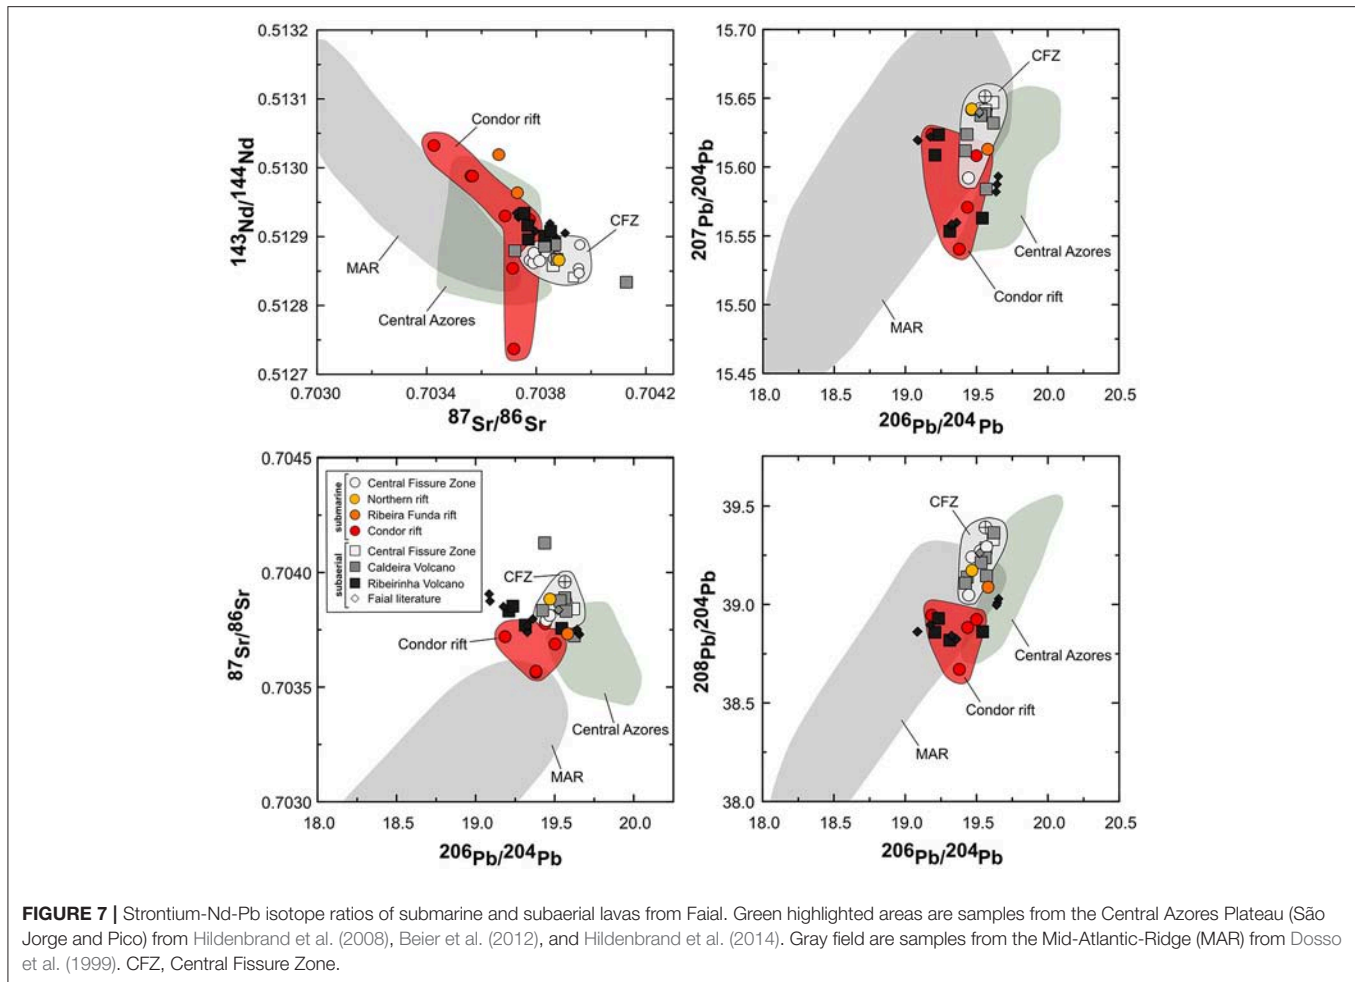 0.5132
0.5131
0.5130
0.5129
0.5128
0.5127
143Nd/144Nd
Condor rift
CFZ
MAR
Central Azores
0.7030 0.7034 0.7038 0.7042
87Sr/86Sr
15.70
15.65
15.60
15.55
15.50
15.45
207Pb/204Pb
CFZ
Central Azores
Condor rift
MAR
18.0 18.5 19.0 19.5 20.0 20.5
206Pb/204Pb
0.7045
0.7040
0.7035
0.7030
87Sr/86Sr
submarine
Central Fissure Zone
Northern rift
Ribeira Funda rift
Condor rift
subaerial
Central Fissure Zone
Caldeira Volcano
Ribeirinha Volcano
Faial literature
CFZ
Condor rift
Central Azores
MAR
18.0 18.5 19.0 19.5 20.0
206Pb/204Pb
39.5
39.0
38.5
38.0
208Pb/204Pb
CFZ
Central Azores
Condor rift
MAR
18.0 18.5 19.0 19.5 20.0 20.5
206Pb/204Pb
FIGURE 7 | Strontium-Nd-Pb isotope ratios of submarine and subaerial lavas from Faial. Green highlighted areas are samples from the Central Azores Plateau (São
Jorge and Pico) from Hildenbrand et al. (2008), Beier et al. (2012), and Hildenbrand et al. (2014). Gray field are samples from the Mid-Atlantic-Ridge (MAR) from Dosso
et al. (1999). CFZ, Central Fissure Zone.